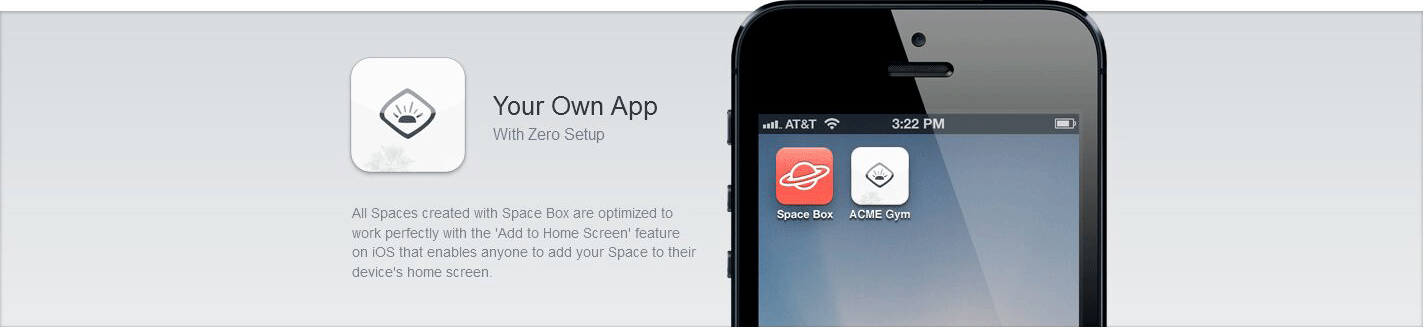 Your Own App
With Zero Setup
All Spaces created with Space Box are optimized to
work perfectly with the 'Add to Home Screen' feature
on iOS that enables anyone to add your Space to their
device's home screen.
AT&T 3:22 PM
Space Box ACME Gym